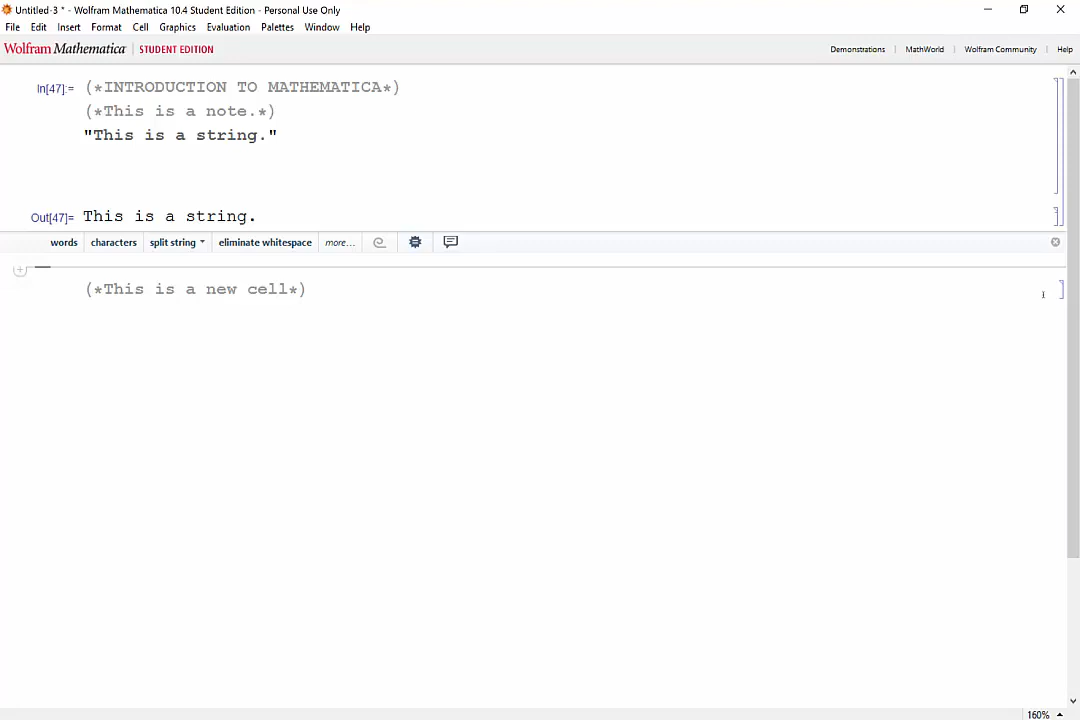 Untitled-3 * - Wolfram Mathematica 10.4 Student Edition - Personal Use Only
File Edit Insert Format Cell Graphics Evaluation Palettes Window Help
Wolfram Mathematica | STUDENT EDITION Demonstrations | MathWorld | Wolfram Community | Help
In[47]:= (*INTRODUCTION TO MATHEMATICA*)
(*This is a note.*)
"This is a string."
Out[47]= This is a string.
words characters split string eliminate whitespace more...
(*This is a new cell*)
160%